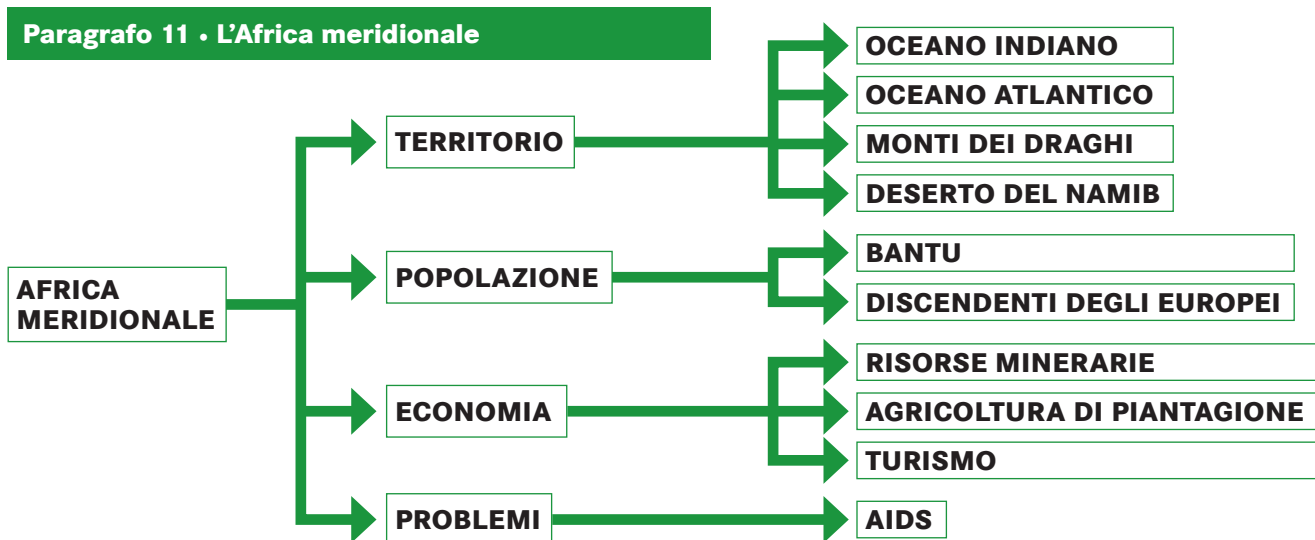 Paragrafo 11 • L'Africa meridionale
AFRICA
MERIDIONALE
TERRITORIO
OCEANO INDIANO
OCEANO ATLANTICO
MONTI DEI DRAGHI
DESERTO DEL NAMIB
POPOLAZIONE
BANTU
DISCENDENTI DEGLI EUROPEI
ECONOMIA
RISORSE MINERARIE
AGRICOLTURA DI PIANTAGIONE
TURISMO
PROBLEMI
AIDS